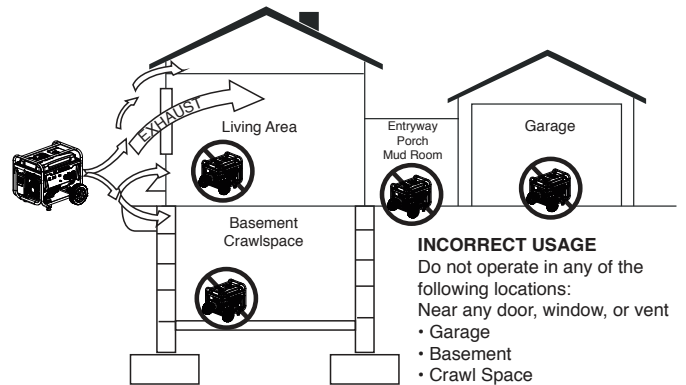 EXHAUST
Living Area
Entryway
Porch
Mud Room
Garage
Basement
Crawlspace
INCORRECT USAGE
Do not operate in any of the
following locations:
Near any door, window, or vent
• Garage
• Basement
• Crawl Space